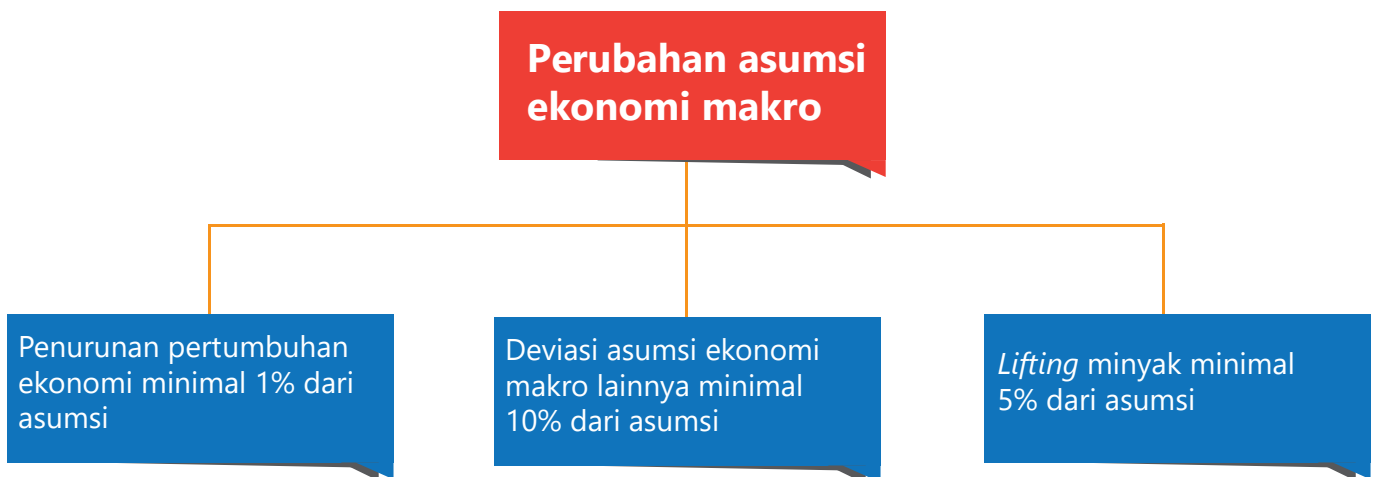 Perubahan asumsi
ekonomi makro
Penurunan pertumbuhan
ekonomi minimal 1% dari
asumsi
Deviasi asumsi ekonomi
makro lainnya minimal
10% dari asumsi
Lifting minyak minimal
5% dari asumsi